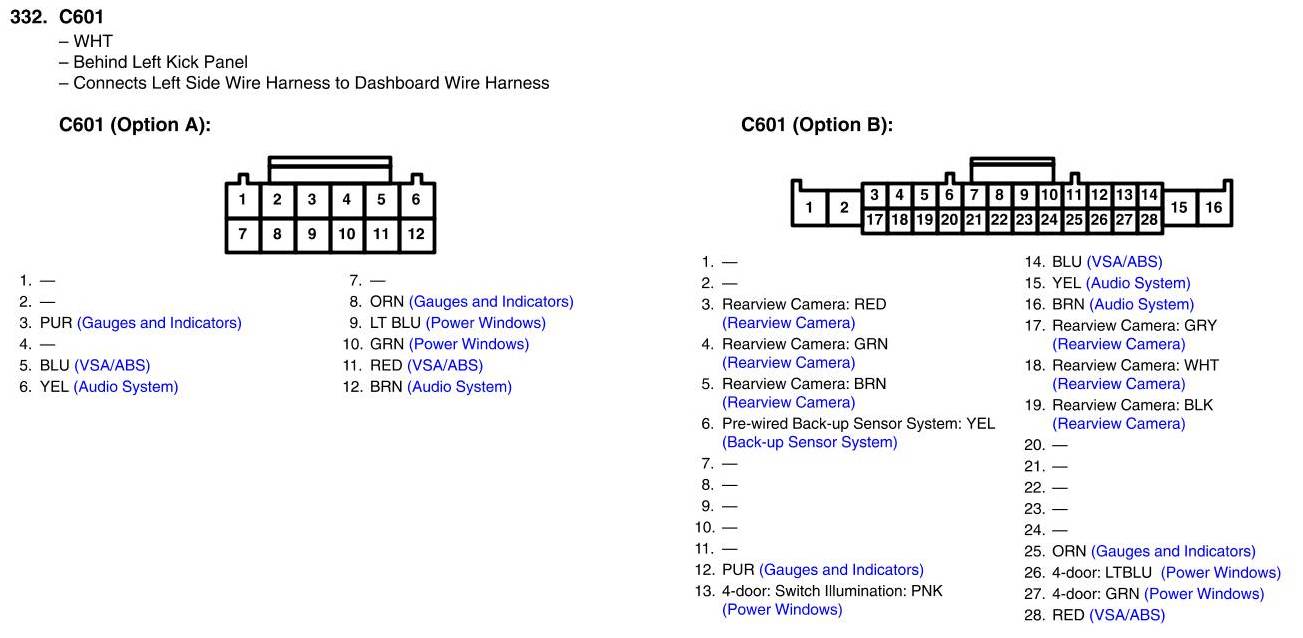 332. C601
– WHT
– Behind Left Kick Panel
– Connects Left Side Wire Harness to Dashboard Wire Harness
C601 (Option A):
1 2 3 4 5 6
7 8 9 10 11 12
1. —
2. —
3. PUR (Gauges and Indicators)
4. —
5. BLU (VSA/ABS)
6. YEL (Audio System)
7. —
8. ORN (Gauges and Indicators)
9. LT BLU (Power Windows)
10. GRN (Power Windows)
11. RED (VSA/ABS)
12. BRN (Audio System)
C601 (Option B):
3 4 5 6 7 8 9 10 11 12 13 14
1 2 15 16
17 18 19 20 21 22 23 24 25 26 27 28
1. —
2. —
3. Rearview Camera: RED
(Rearview Camera)
4. Rearview Camera: GRN
(Rearview Camera)
5. Rearview Camera: BRN
(Rearview Camera)
6. Pre-wired Back-up Sensor System: YEL
(Back-up Sensor System)
7. —
8. —
9. —
10. —
11. —
12. PUR (Gauges and Indicators)
13. 4-door: Switch Illumination: PNK
(Power Windows)
14. BLU (VSA/ABS)
15. YEL (Audio System)
16. BRN (Audio System)
17. Rearview Camera: GRY
(Rearview Camera)
18. Rearview Camera: WHT
(Rearview Camera)
19. Rearview Camera: BLK
(Rearview Camera)
20. —
21. —
22. —
23. —
24. —
25. ORN (Gauges and Indicators)
26. 4-door: LTBLU (Power Windows)
27. 4-door: GRN (Power Windows)
28. RED (VSA/ABS)